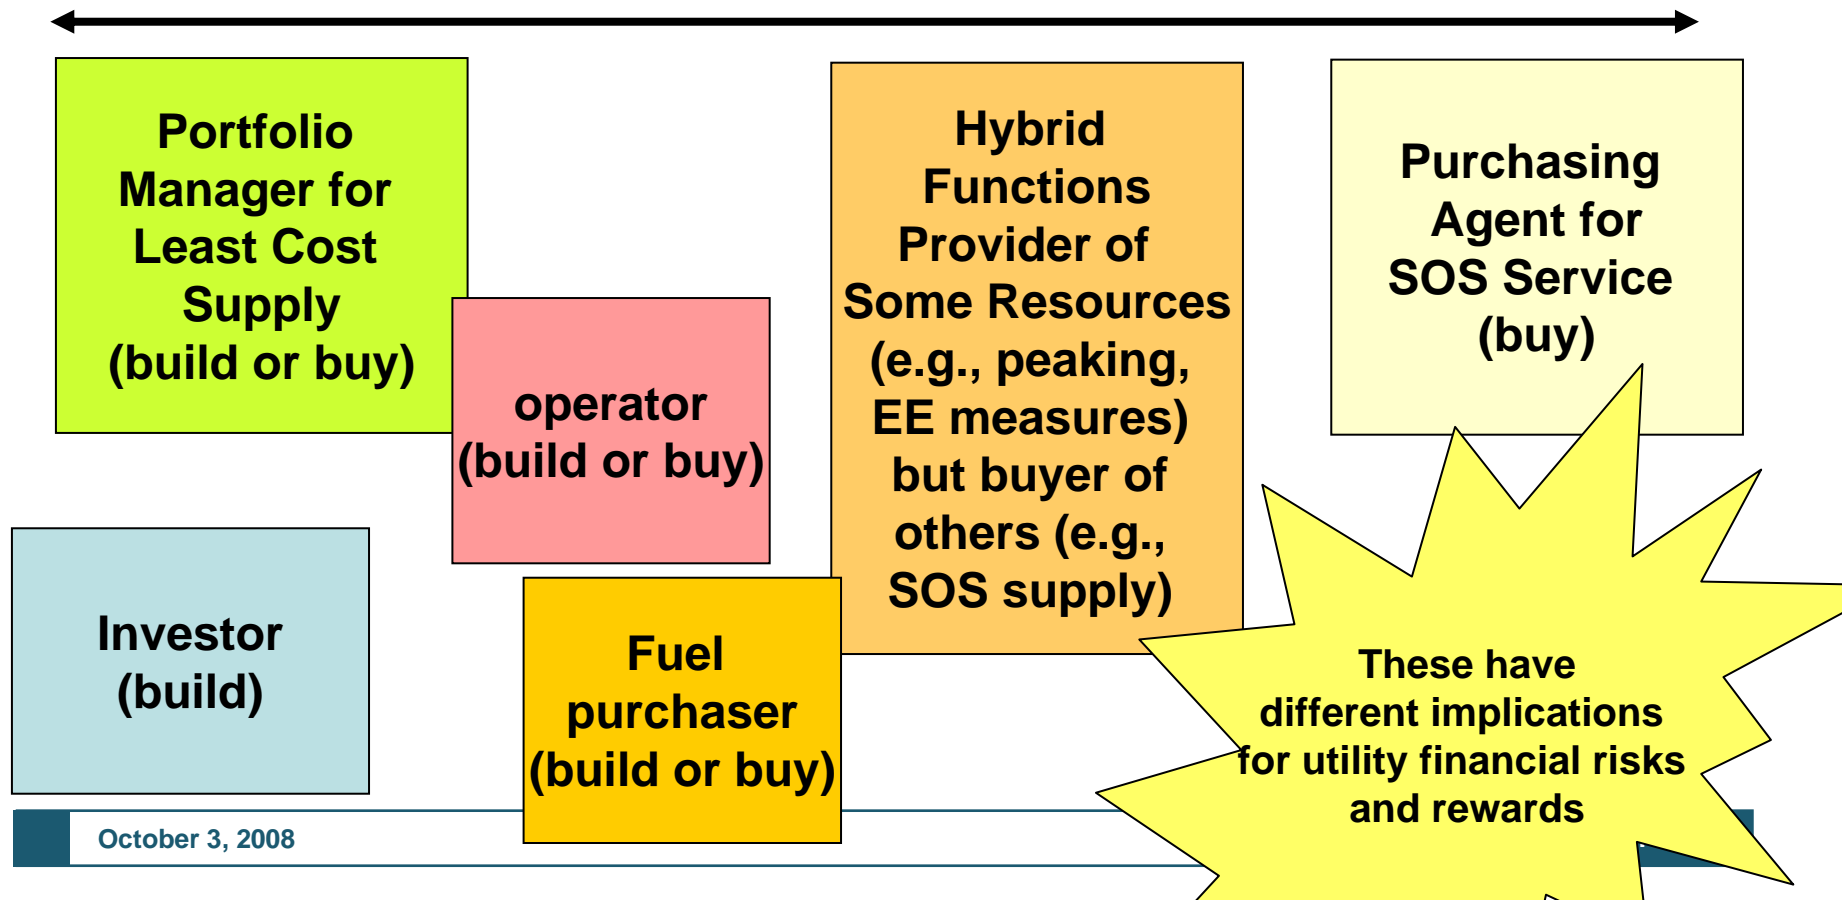 Portfolio
Manager for
Least Cost
Supply
(build or buy)
operator
(build or buy)
Investor
(build)
Fuel
purchaser
(build or buy)
Hybrid
Functions
Provider of
Some Resources
(e.g., peaking,
EE measures)
but buyer of
others (e.g.,
SOS supply)
Purchasing
Agent for
SOS Service
(buy)
These have
different implications
for utility financial risks
and rewards
October 3, 2008